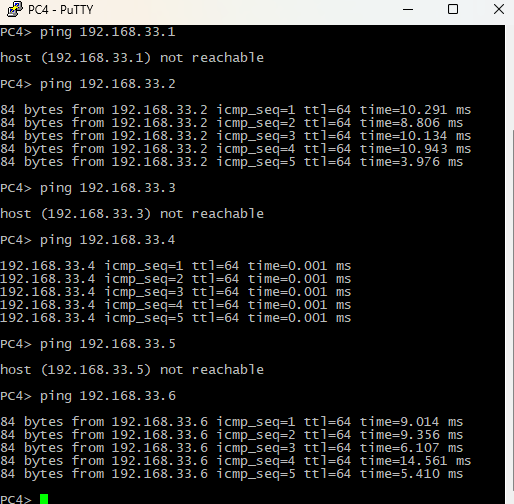 PC4 - PuTTY
PC4> ping 192.168.33.1
host (192.168.33.1) not reachable
PC4> ping 192.168.33.2
84 bytes from 192.168.33.2 icmp_seq=1 ttl=64 time=10.291 ms
84 bytes from 192.168.33.2 icmp_seq=2 ttl=64 time=8.806 ms
84 bytes from 192.168.33.2 icmp_seq=3 ttl=64 time=10.134 ms
84 bytes from 192.168.33.2 icmp_seq=4 ttl=64 time=10.943 ms
84 bytes from 192.168.33.2 icmp_seq=5 ttl=64 time=3.976 ms
PC4> ping 192.168.33.3
host (192.168.33.3) not reachable
PC4> ping 192.168.33.4
192.168.33.4 icmp_seq=1 ttl=64 time=0.001 ms
192.168.33.4 icmp_seq=2 ttl=64 time=0.001 ms
192.168.33.4 icmp_seq=3 ttl=64 time=0.001 ms
192.168.33.4 icmp_seq=4 ttl=64 time=0.001 ms
192.168.33.4 icmp_seq=5 ttl=64 time=0.001 ms
PC4> ping 192.168.33.5
host (192.168.33.5) not reachable
PC4> ping 192.168.33.6
84 bytes from 192.168.33.6 icmp_seq=1 ttl=64 time=9.014 ms
84 bytes from 192.168.33.6 icmp_seq=2 ttl=64 time=9.356 ms
84 bytes from 192.168.33.6 icmp_seq=3 ttl=64 time=6.107 ms
84 bytes from 192.168.33.6 icmp_seq=4 ttl=64 time=14.561 ms
84 bytes from 192.168.33.6 icmp_seq=5 ttl=64 time=5.410 ms
PC4>